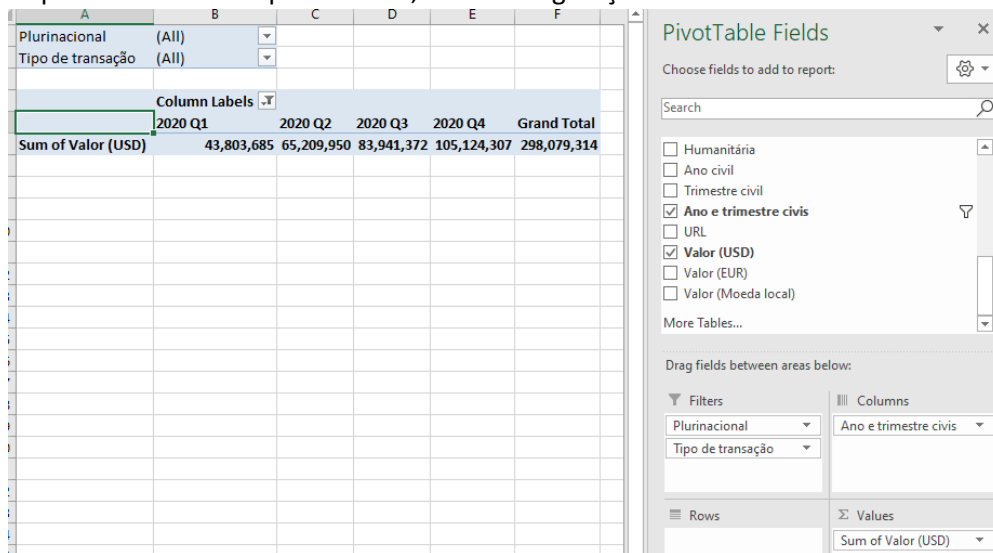 A B C D E F
Plurinacional (All)
Tipo de transação (All)
Column Labels
2020 Q1 2020 Q2 2020 Q3 2020 Q4 Grand Total
Sum of Valor (USD) 43,803,685 65,209,950 83,941,372 105,124,307 298,079,314
PivotTable Fields
Choose fields to add to report:
Search
Humanitária
Ano civil
Trimestre civil
Ano e trimestre civis
URL
Valor (USD)
Valor (EUR)
Valor (Moeda local)
More Tables...
Drag fields between areas below:
Filters
Plurinacional
Tipo de transação
Columns
Ano e trimestre civis
Rows
Σ Values
Sum of Valor (USD)